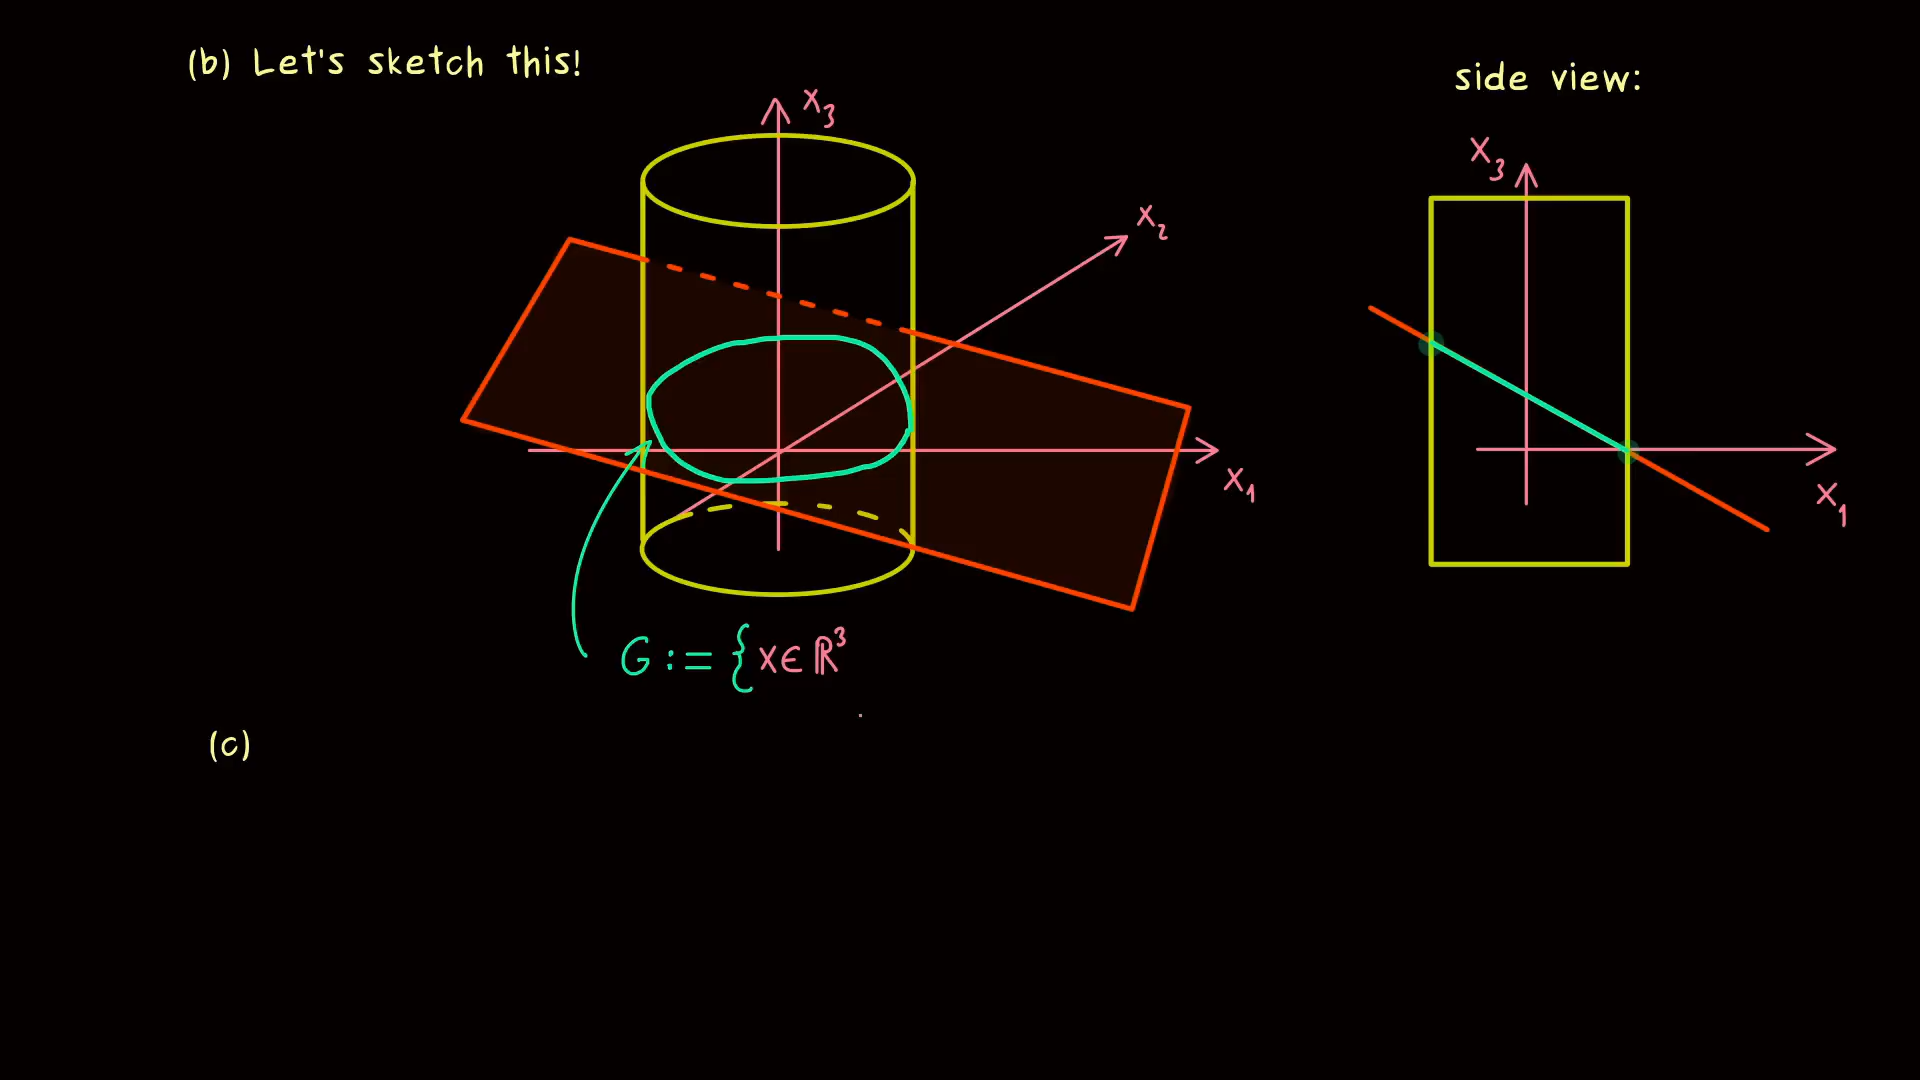 (b) Let's sketch this!
side view:
x₃
x₂
x₁
x₃
x₁
G := { x ∈ ℝ³
(c)